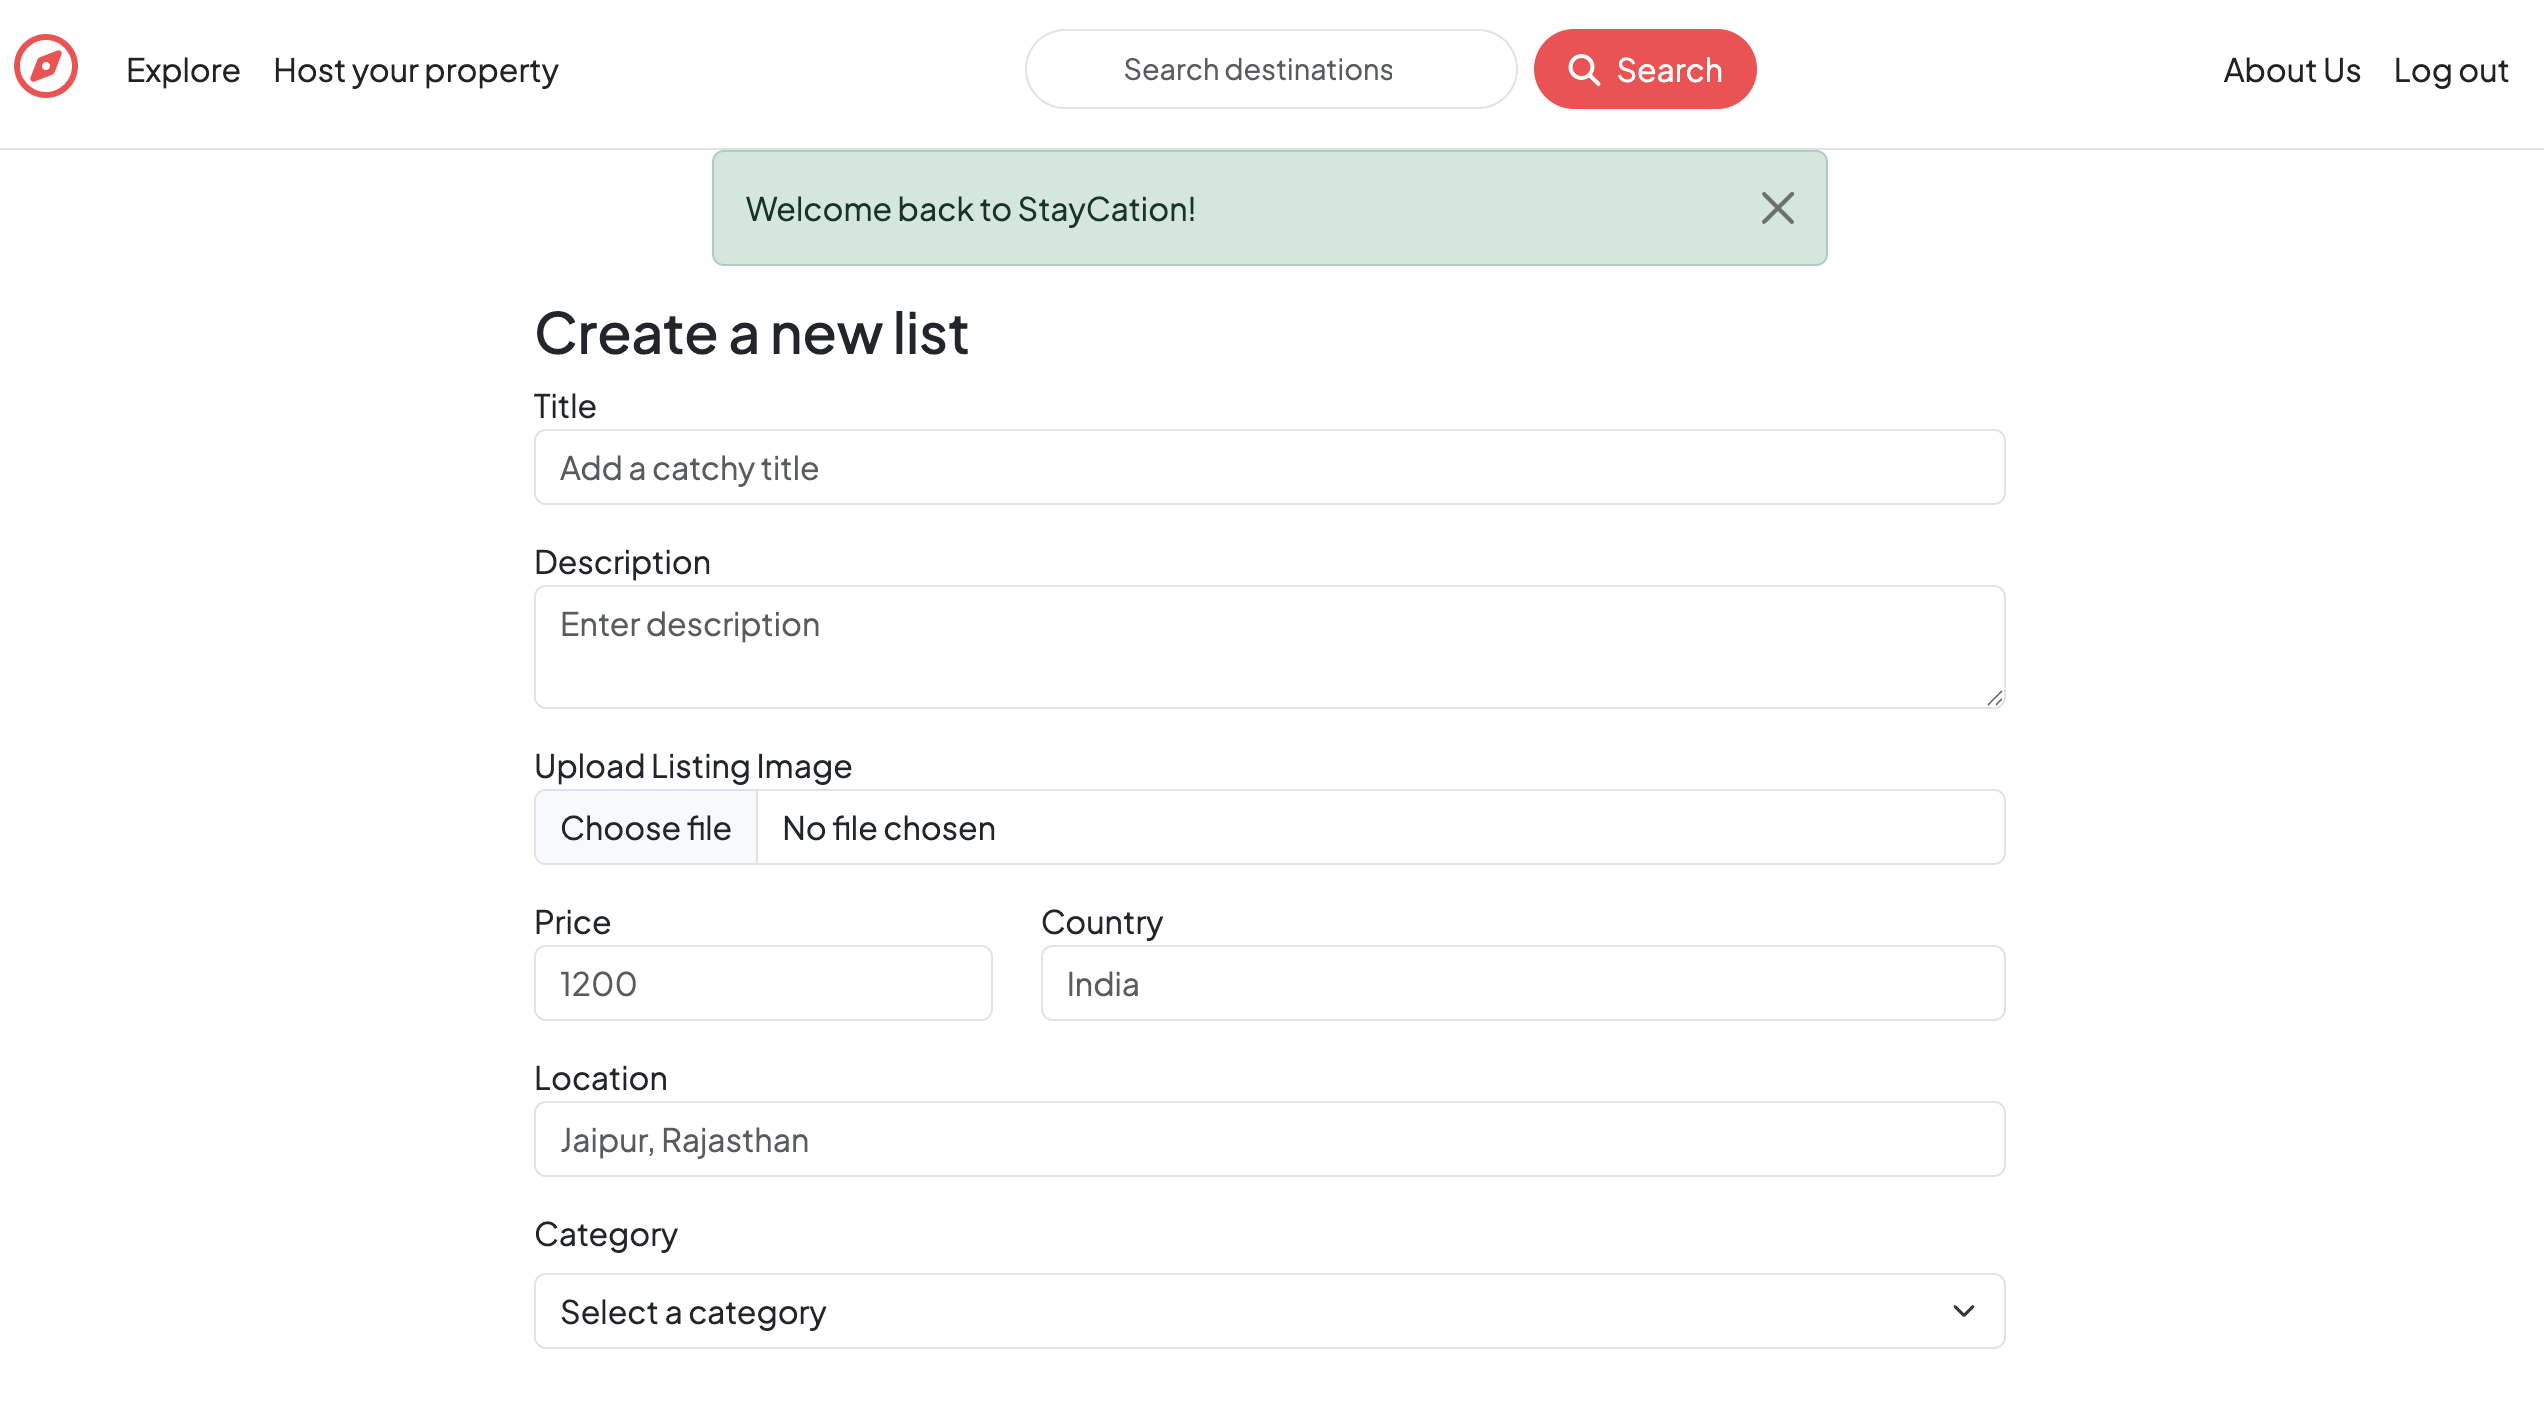 Explore Host your property Search destinations Search About Us Log out
Welcome back to StayCation!
Create a new list
Title
Add a catchy title
Description
Enter description
Upload Listing Image
Choose file No file chosen
Price Country
1200 India
Location
Jaipur, Rajasthan
Category
Select a category